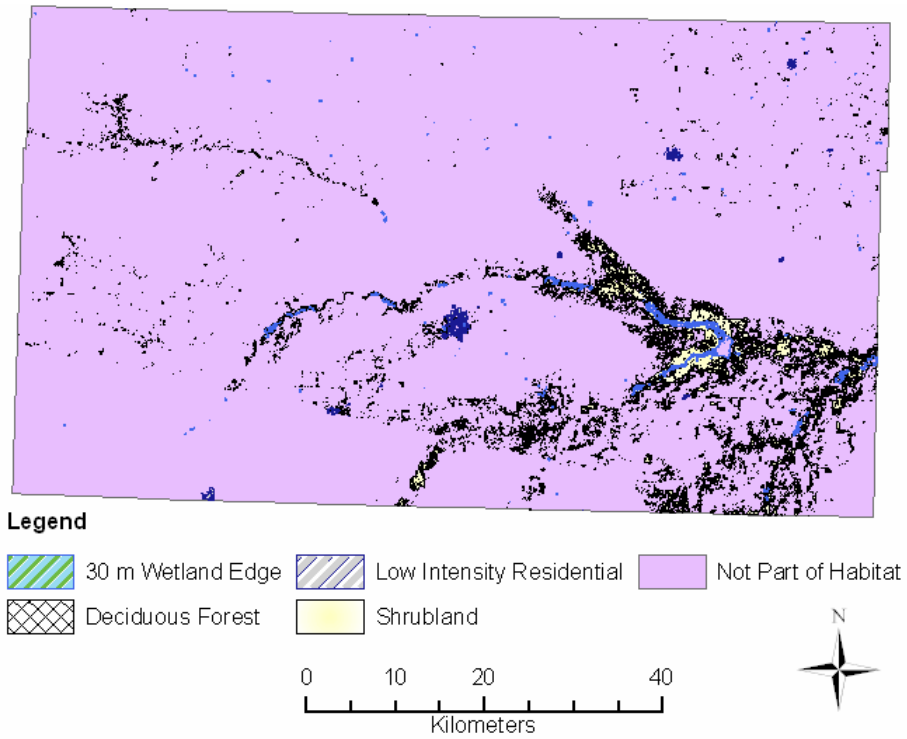 Legend
30 m Wetland Edge
Low Intensity Residential
Not Part of Habitat
Deciduous Forest
Shrubland
N
0 10 20 40
Kilometers